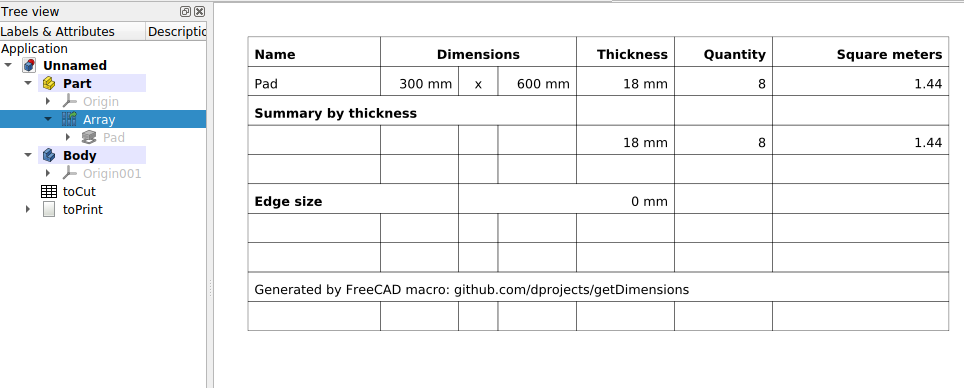 Tree view
Labels & Attributes Descriptic
Application
Unnamed
Part
Origin
Array
Pad
Body
Origin001
toCut
toPrint
Name Dimensions Thickness Quantity Square meters
Pad 300 mm x 600 mm 18 mm 8 1.44
Summary by thickness
18 mm 8 1.44
Edge size 0 mm
Generated by FreeCAD macro: github.com/dprojects/getDimensions